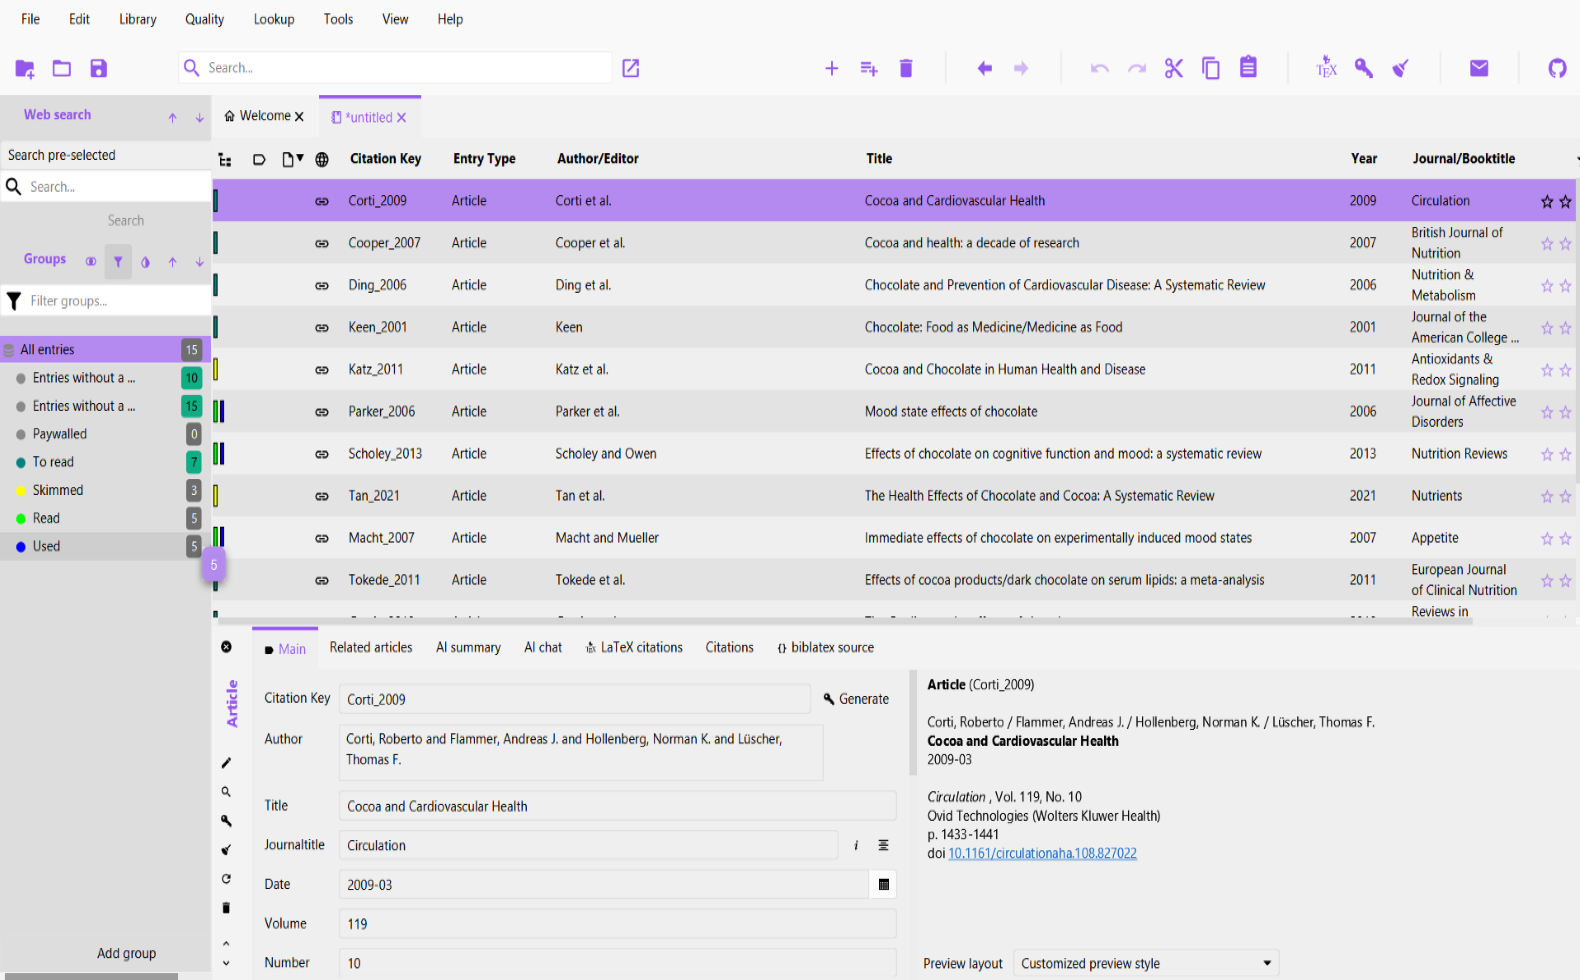 File Edit Library Quality Lookup Tools View Help
Search...
TEX
Web search
Welcome *untitled
Search pre-selected
Search...
Search
Groups
Filter groups...
All entries 15
Entries without a ... 10
Entries without a ... 15
Paywalled 0
To read 7
Skimmed 3
Read 5
Used 5
5
Add group
Citation Key Entry Type Author/Editor Title Year Journal/Booktitle
Corti_2009 Article Corti et al. Cocoa and Cardiovascular Health 2009 Circulation
Cooper_2007 Article Cooper et al. Cocoa and health: a decade of research 2007 British Journal of
Nutrition
Ding_2006 Article Ding et al. Chocolate and Prevention of Cardiovascular Disease: A Systematic Review 2006 Nutrition &
Metabolism
Keen_2001 Article Keen Chocolate: Food as Medicine/Medicine as Food 2001 Journal of the
American College ...
Katz_2011 Article Katz et al. Cocoa and Chocolate in Human Health and Disease 2011 Antioxidants &
Redox Signaling
Parker_2006 Article Parker et al. Mood state effects of chocolate 2006 Journal of Affective
Disorders
Scholey_2013 Article Scholey and Owen Effects of chocolate on cognitive function and mood: a systematic review 2013 Nutrition Reviews
Tan_2021 Article Tan et al. The Health Effects of Chocolate and Cocoa: A Systematic Review 2021 Nutrients
Macht_2007 Article Macht and Mueller Immediate effects of chocolate on experimentally induced mood states 2007 Appetite
Tokede_2011 Article Tokede et al. Effects of cocoa products/dark chocolate on serum lipids: a meta-analysis 2011 European Journal
of Clinical Nutrition
Reviews in
Main Related articles AI summary AI chat LaTeX citations Citations {} biblatex source
Article
Citation Key Corti_2009 Generate
Author Corti, Roberto and Flammer, Andreas J. and Hollenberg, Norman K. and Lüscher,
Thomas F.
Title Cocoa and Cardiovascular Health
Journaltitle Circulation i
Date 2009-03
Volume 119
Number 10
Article (Corti_2009)
Corti, Roberto / Flammer, Andreas J. / Hollenberg, Norman K. / Lüscher, Thomas F.
Cocoa and Cardiovascular Health
2009-03
Circulation , Vol. 119, No. 10
Ovid Technologies (Wolters Kluwer Health)
p. 1433-1441
doi 10.1161/circulationaha.108.827022
Preview layout Customized preview style